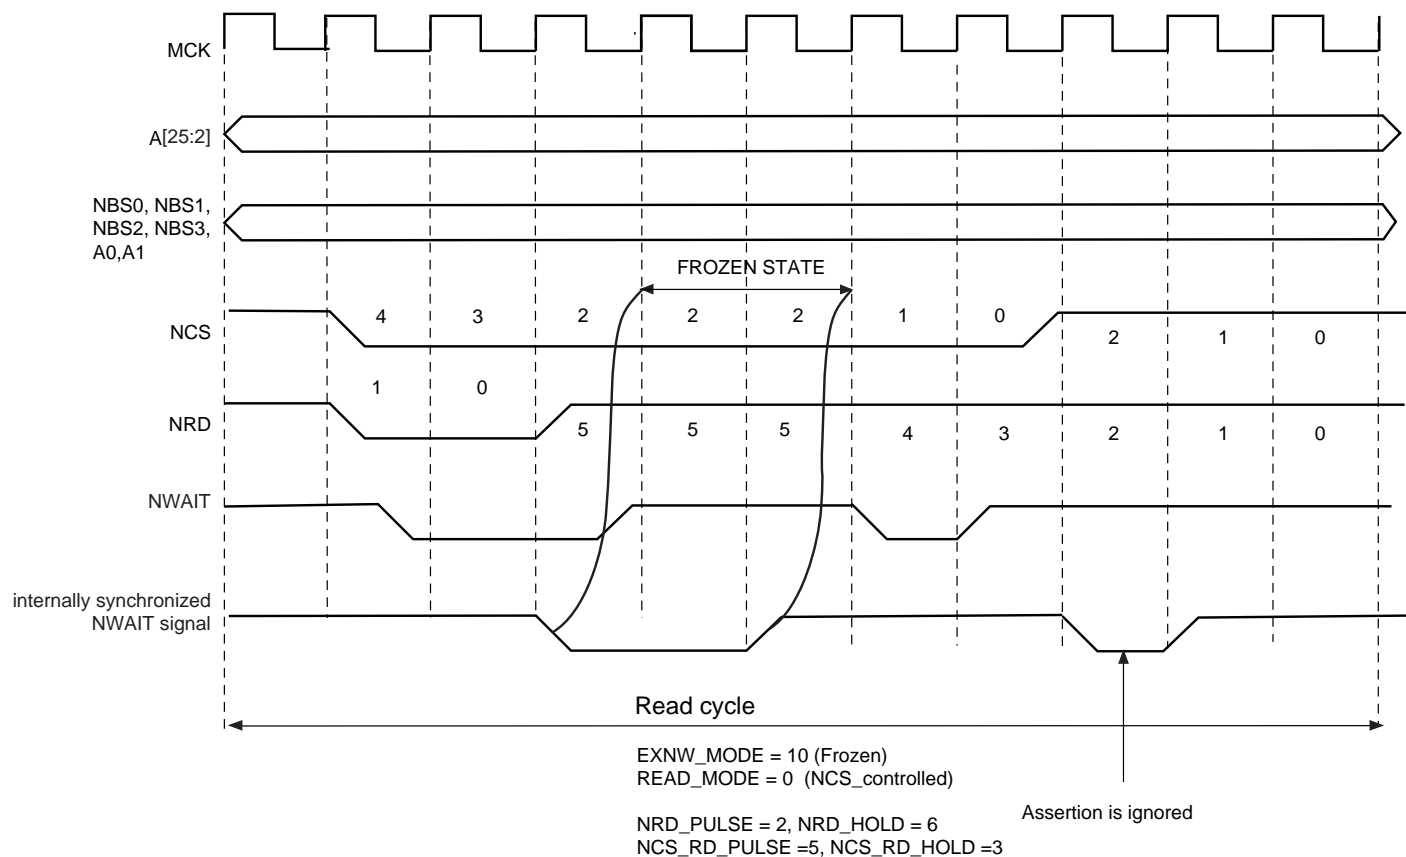 MCK
A[25:2]
NBS0, NBS1,
NBS2, NBS3,
A0,A1
FROZEN STATE
4 3 2 2 2 1 0
NCS
2 1 0
1 0
NRD
5 5 5 4 3 2 1 0
NWAIT
internally synchronized
NWAIT signal
Read cycle
EXNW_MODE = 10 (Frozen)
READ_MODE = 0 (NCS_controlled)
Assertion is ignored
NRD_PULSE = 2, NRD_HOLD = 6
NCS_RD_PULSE =5, NCS_RD_HOLD =3